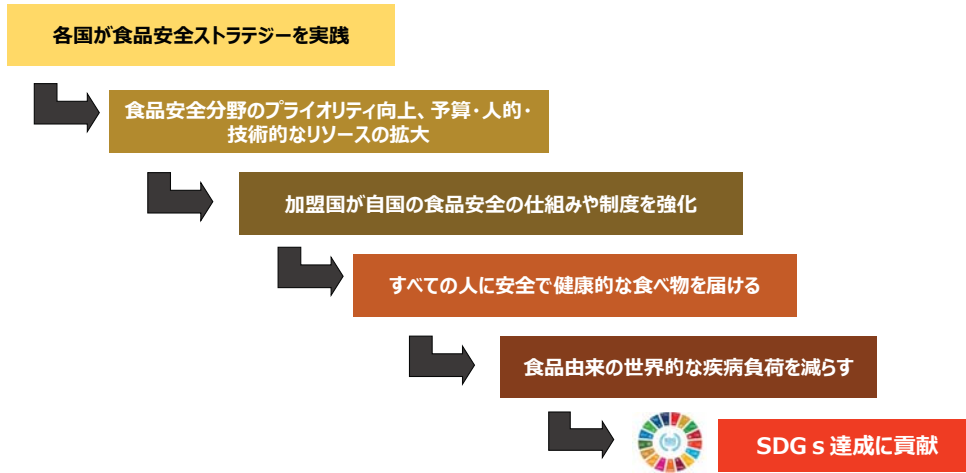 各国が食品安全ストラテジーを実践
食品安全分野のプライオリティ向上、予算・人的・
技術的なリソースの拡大
加盟国が自国の食品安全の仕組みや制度を強化
すべての人に安全で健康的な食べ物を届ける
食品由来の世界的な疾病負荷を減らす
SDGｓ達成に貢献